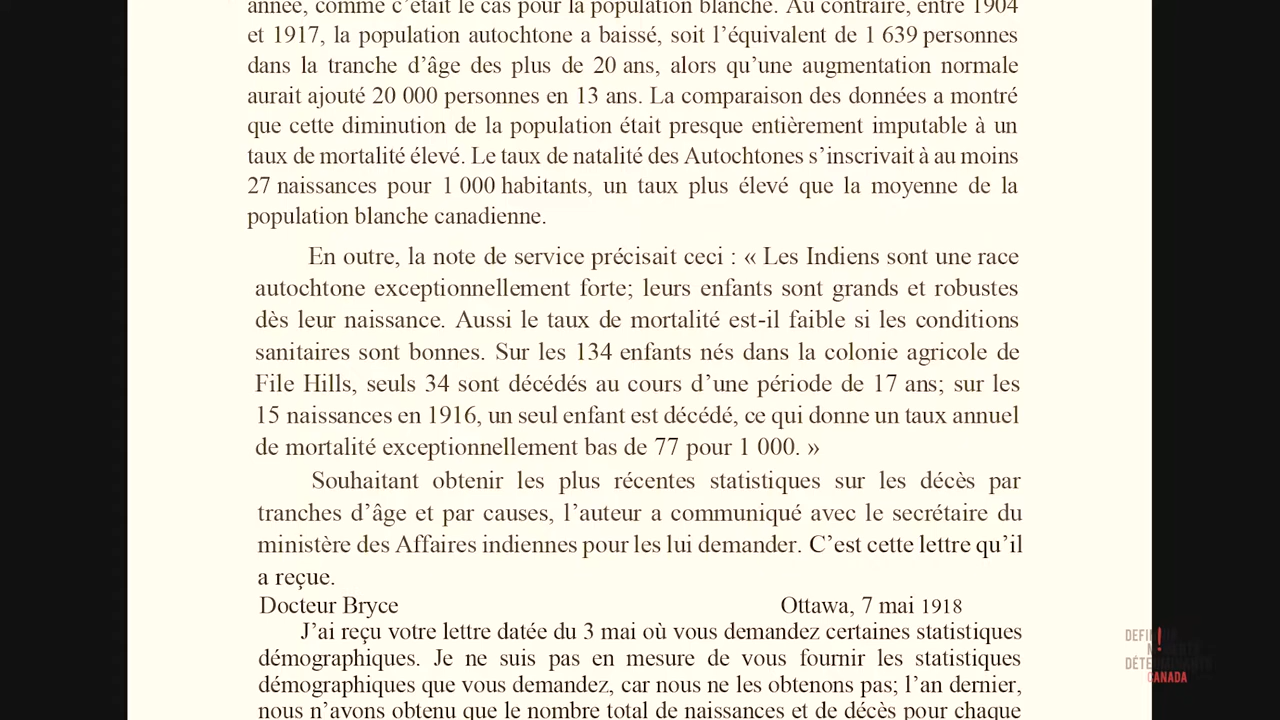 année, comme c’était le cas pour la population blanche. Au contraire, entre 1904
et 1917, la population autochtone a baissé, soit l’équivalent de 1 639 personnes
dans la tranche d’âge des plus de 20 ans, alors qu’une augmentation normale
aurait ajouté 20 000 personnes en 13 ans. La comparaison des données a montré
que cette diminution de la population était presque entièrement imputable à un
taux de mortalité élevé. Le taux de natalité des Autochtones s’inscrivait à au moins
27 naissances pour 1 000 habitants, un taux plus élevé que la moyenne de la
population blanche canadienne.
En outre, la note de service précisait ceci : « Les Indiens sont une race
autochtone exceptionnellement forte; leurs enfants sont grands et robustes
dès leur naissance. Aussi le taux de mortalité est-il faible si les conditions
sanitaires sont bonnes. Sur les 134 enfants nés dans la colonie agricole de
File Hills, seuls 34 sont décédés au cours d’une période de 17 ans; sur les
15 naissances en 1916, un seul enfant est décédé, ce qui donne un taux annuel
de mortalité exceptionnellement bas de 77 pour 1 000. »
Souhaitant obtenir les plus récentes statistiques sur les décès par
tranches d’âge et par causes, l’auteur a communiqué avec le secrétaire du
ministère des Affaires indiennes pour les lui demander. C’est cette lettre qu’il
a reçue.
Docteur Bryce Ottawa, 7 mai 1918
J’ai reçu votre lettre datée du 3 mai où vous demandez certaines statistiques
démographiques. Je ne suis pas en mesure de vous fournir les statistiques
démographiques que vous demandez, car nous ne les obtenons pas; l’an dernier,
nous n’avons obtenu que le nombre total de naissances et de décès pour chaque
CANADA